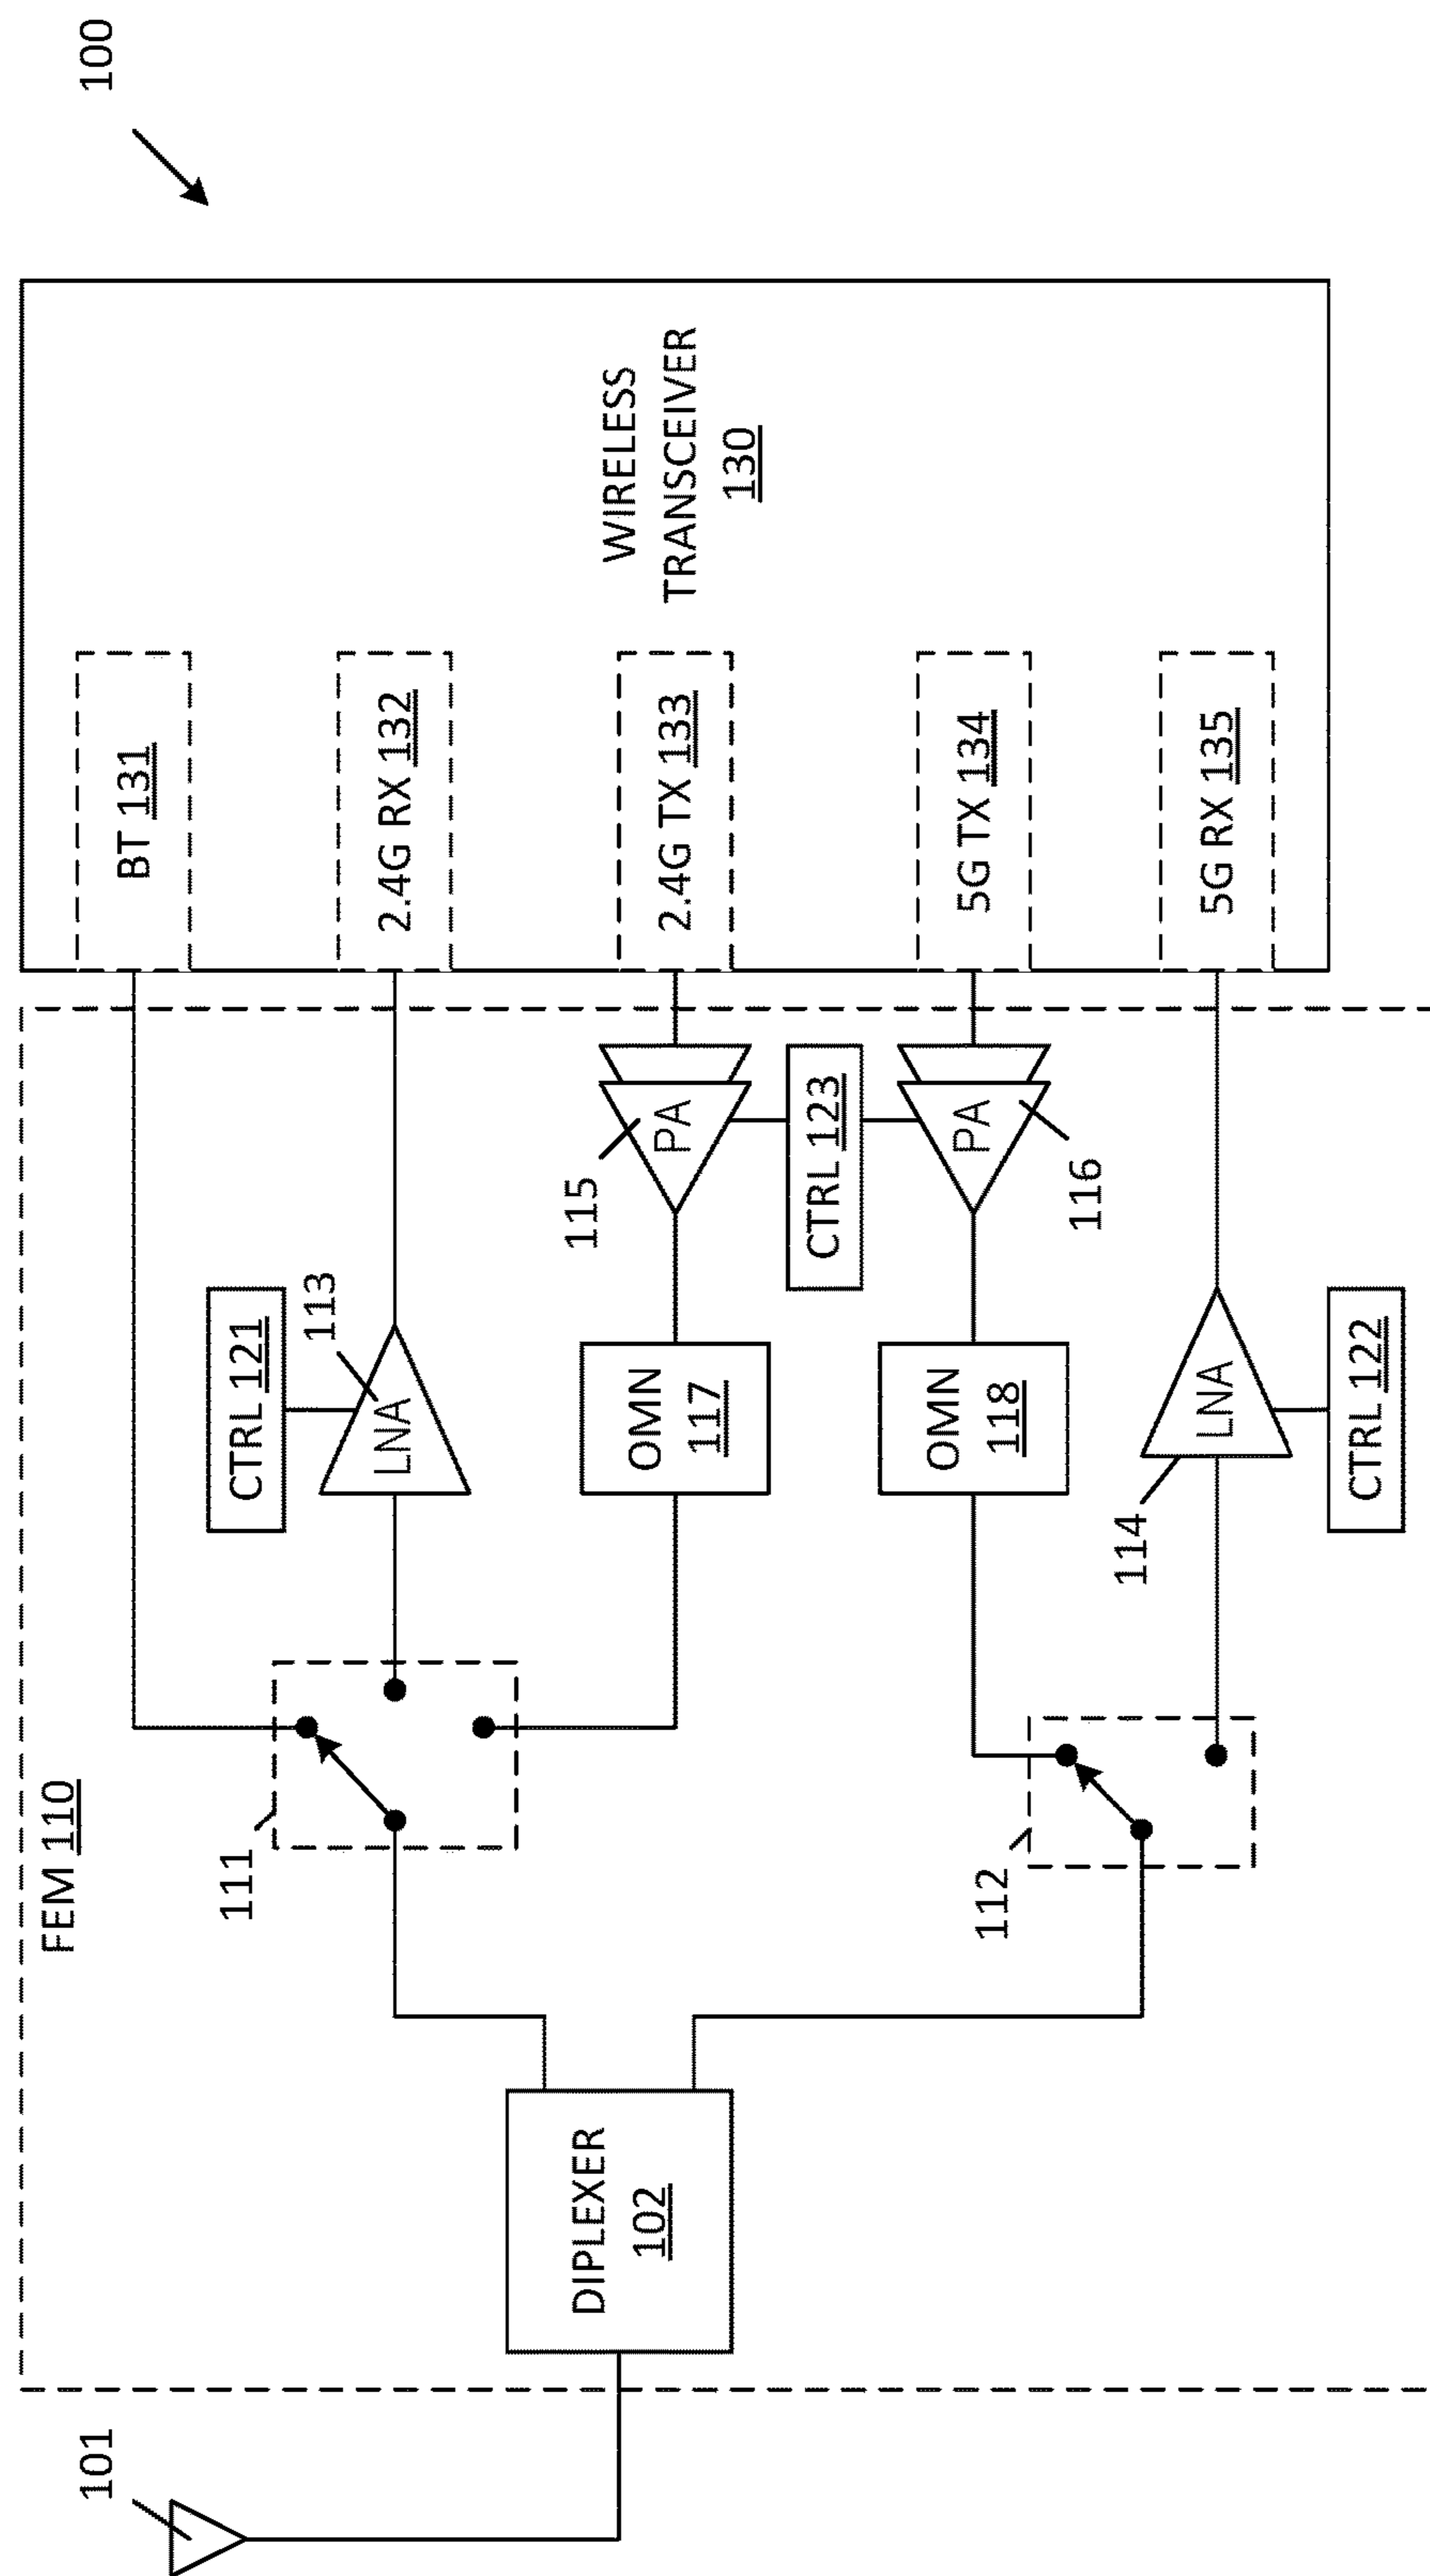 100
FEM 110
101
DIPLEXER
102
111
112
CTRL 121
113
LNA
115
PA
OMN
117
CTRL 123
OMN
118
PA
116
114
LNA
CTRL 122
BT 131
2.4G RX 132
2.4G TX 133
5G TX 134
5G RX 135
WIRELESS
TRANSCEIVER
130